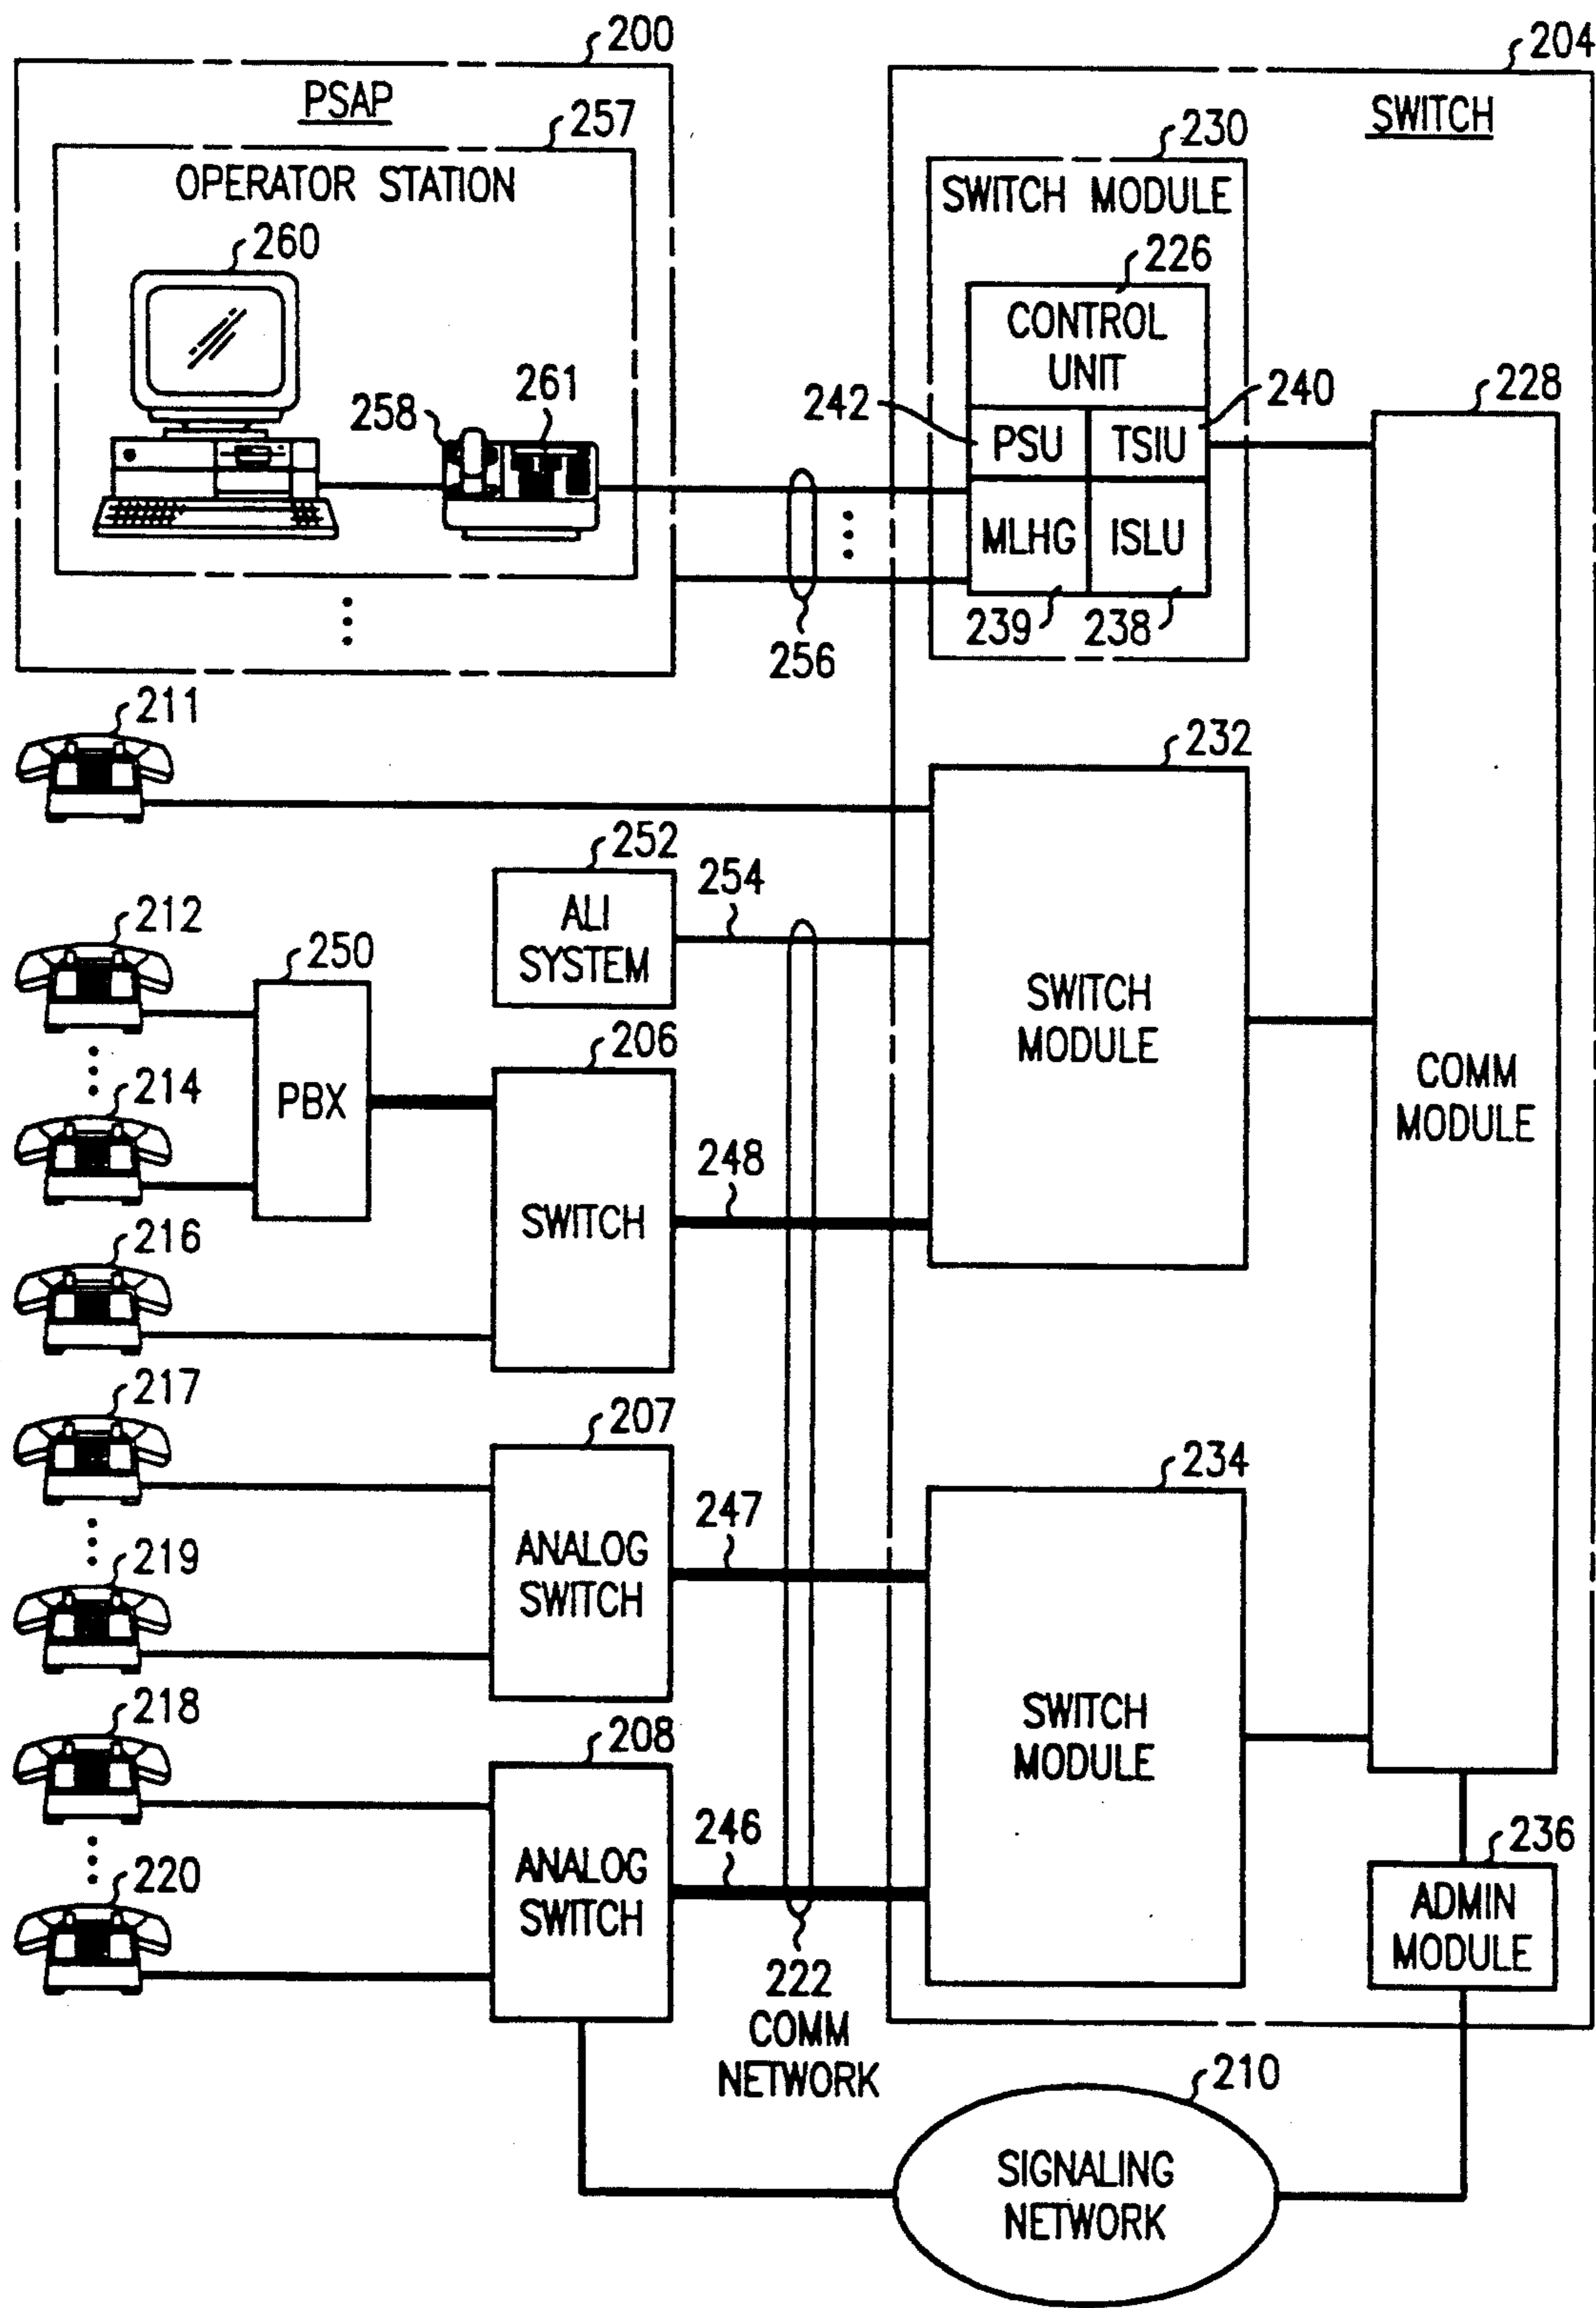 200
204
PSAP
SWITCH
257
OPERATOR STATION
230
SWITCH MODULE
260
226
CONTROL
UNIT
258
261
242
240
228
PSU
TSIU
MLHG
ISLU
239
238
256
211
232
252
ALI
SYSTEM
254
212
250
PBX
SWITCH
MODULE
206
214
248
SWITCH
COMM
MODULE
216
217
207
ANALOG
SWITCH
234
247
219
218
208
ANALOG
SWITCH
SWITCH
MODULE
246
236
ADMIN
MODULE
220
222
COMM
NETWORK
210
SIGNALING
NETWORK